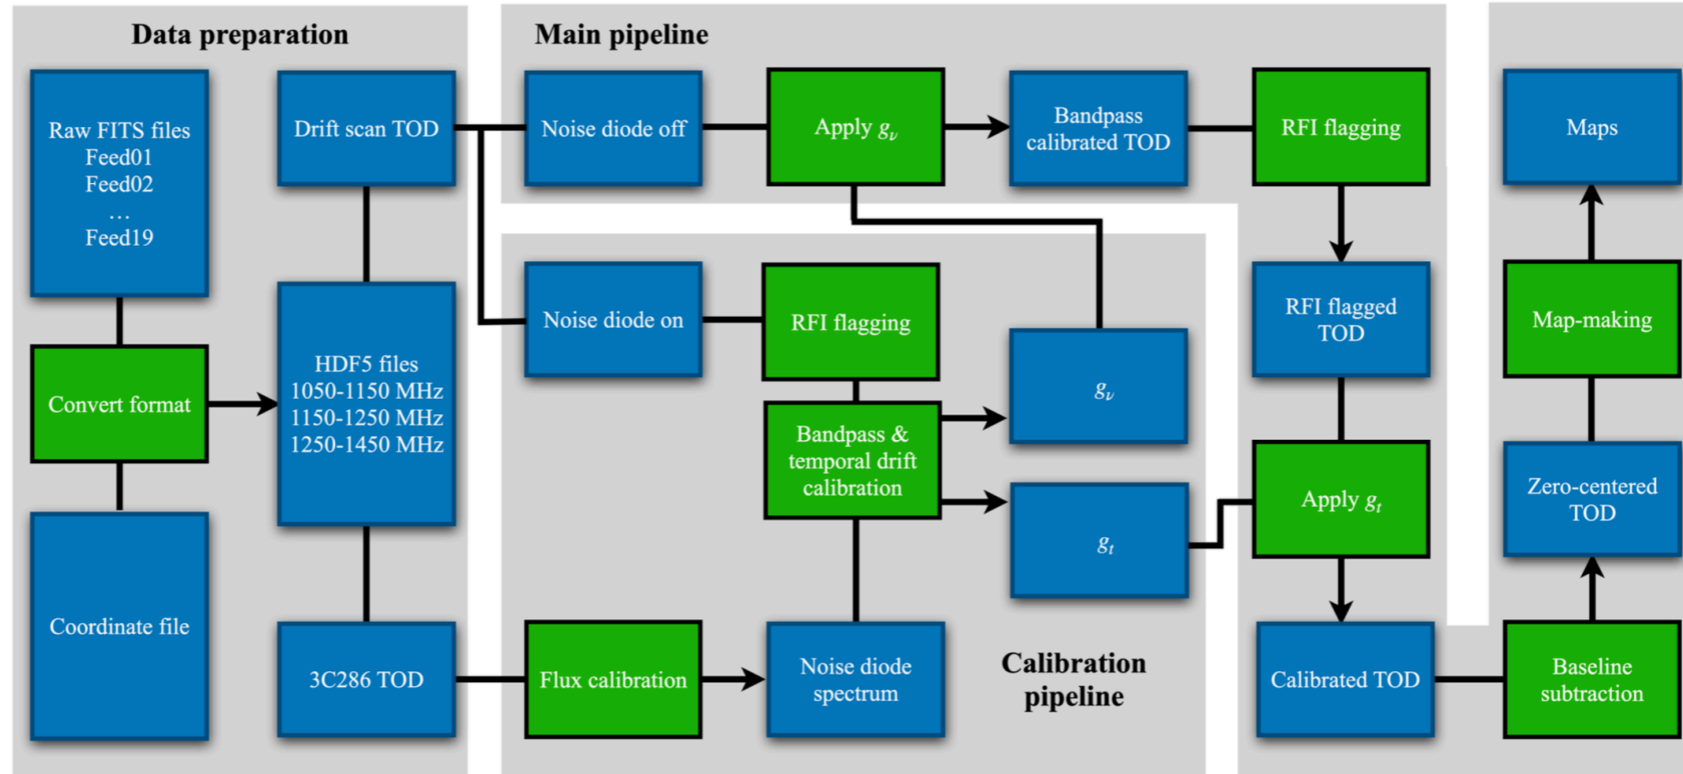 Data preparation
Raw FITS files
Feed01
Feed02
...
Feed19
Convert format
Coordinate file
Drift scan TOD
HDF5 files
1050-1150 MHz
1150-1250 MHz
1250-1450 MHz
3C286 TOD
Main pipeline
Noise diode off
Apply gν
Bandpass
calibrated TOD
RFI flagging
Noise diode on
RFI flagging
Bandpass &
temporal drift
calibration
gν
gt
Flux calibration
Noise diode
spectrum
Calibration
pipeline
RFI flagged
TOD
Apply gt
Calibrated TOD
Maps
Map-making
Zero-centered
TOD
Baseline
subtraction